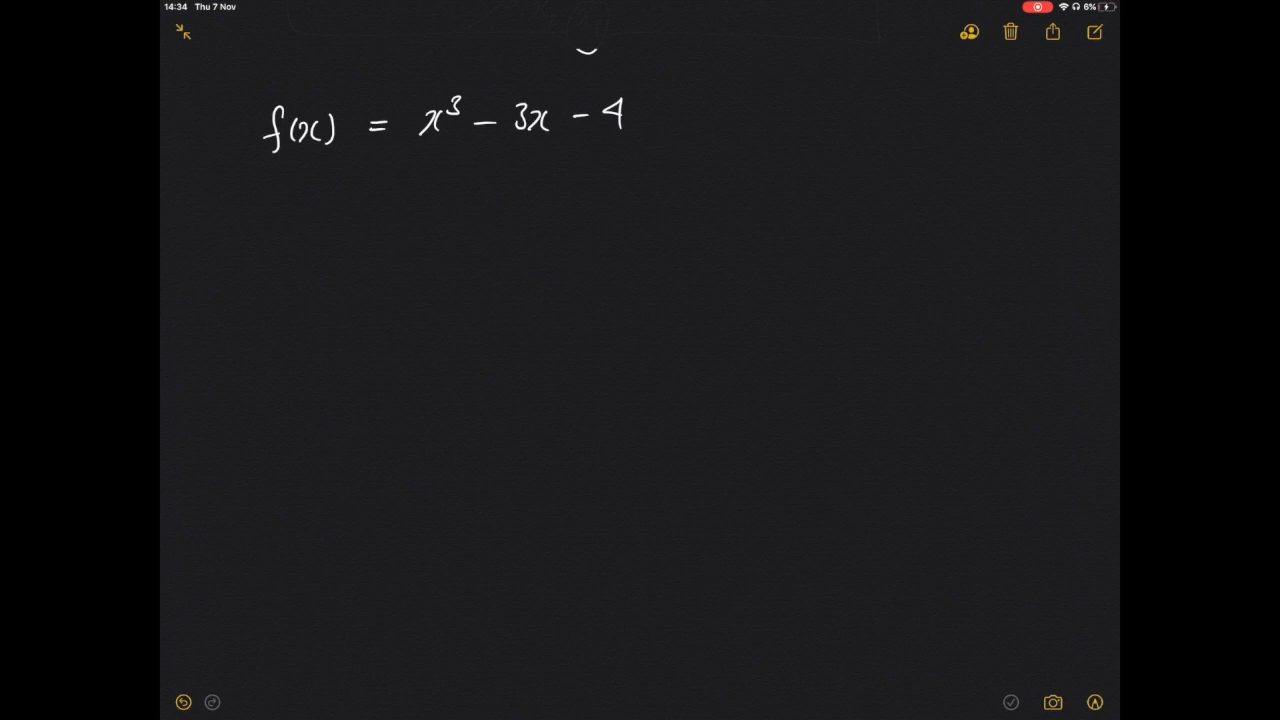 14:34 Thu 7 Nov 6%
f(x) = x³ - 3x - 4